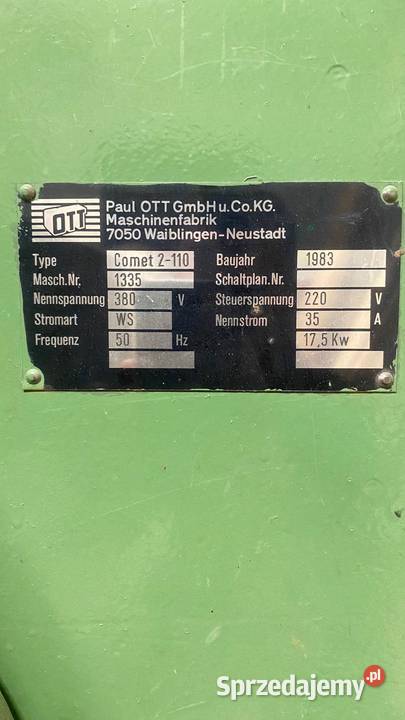 OTT
Paul OTT GmbH u. Co. KG.
Maschinenfabrik
7050 Waiblingen-Neustadt
Type Comet 2-110 Baujahr 1983
Masch. Nr. 1335 Schaltplan. Nr.
Nennspannung 380 V Steuerspannung 220 V
Stromart WS Nennstrom 35 A
Frequenz 50 Hz 17,5 Kw
Sprzedajemy.pl